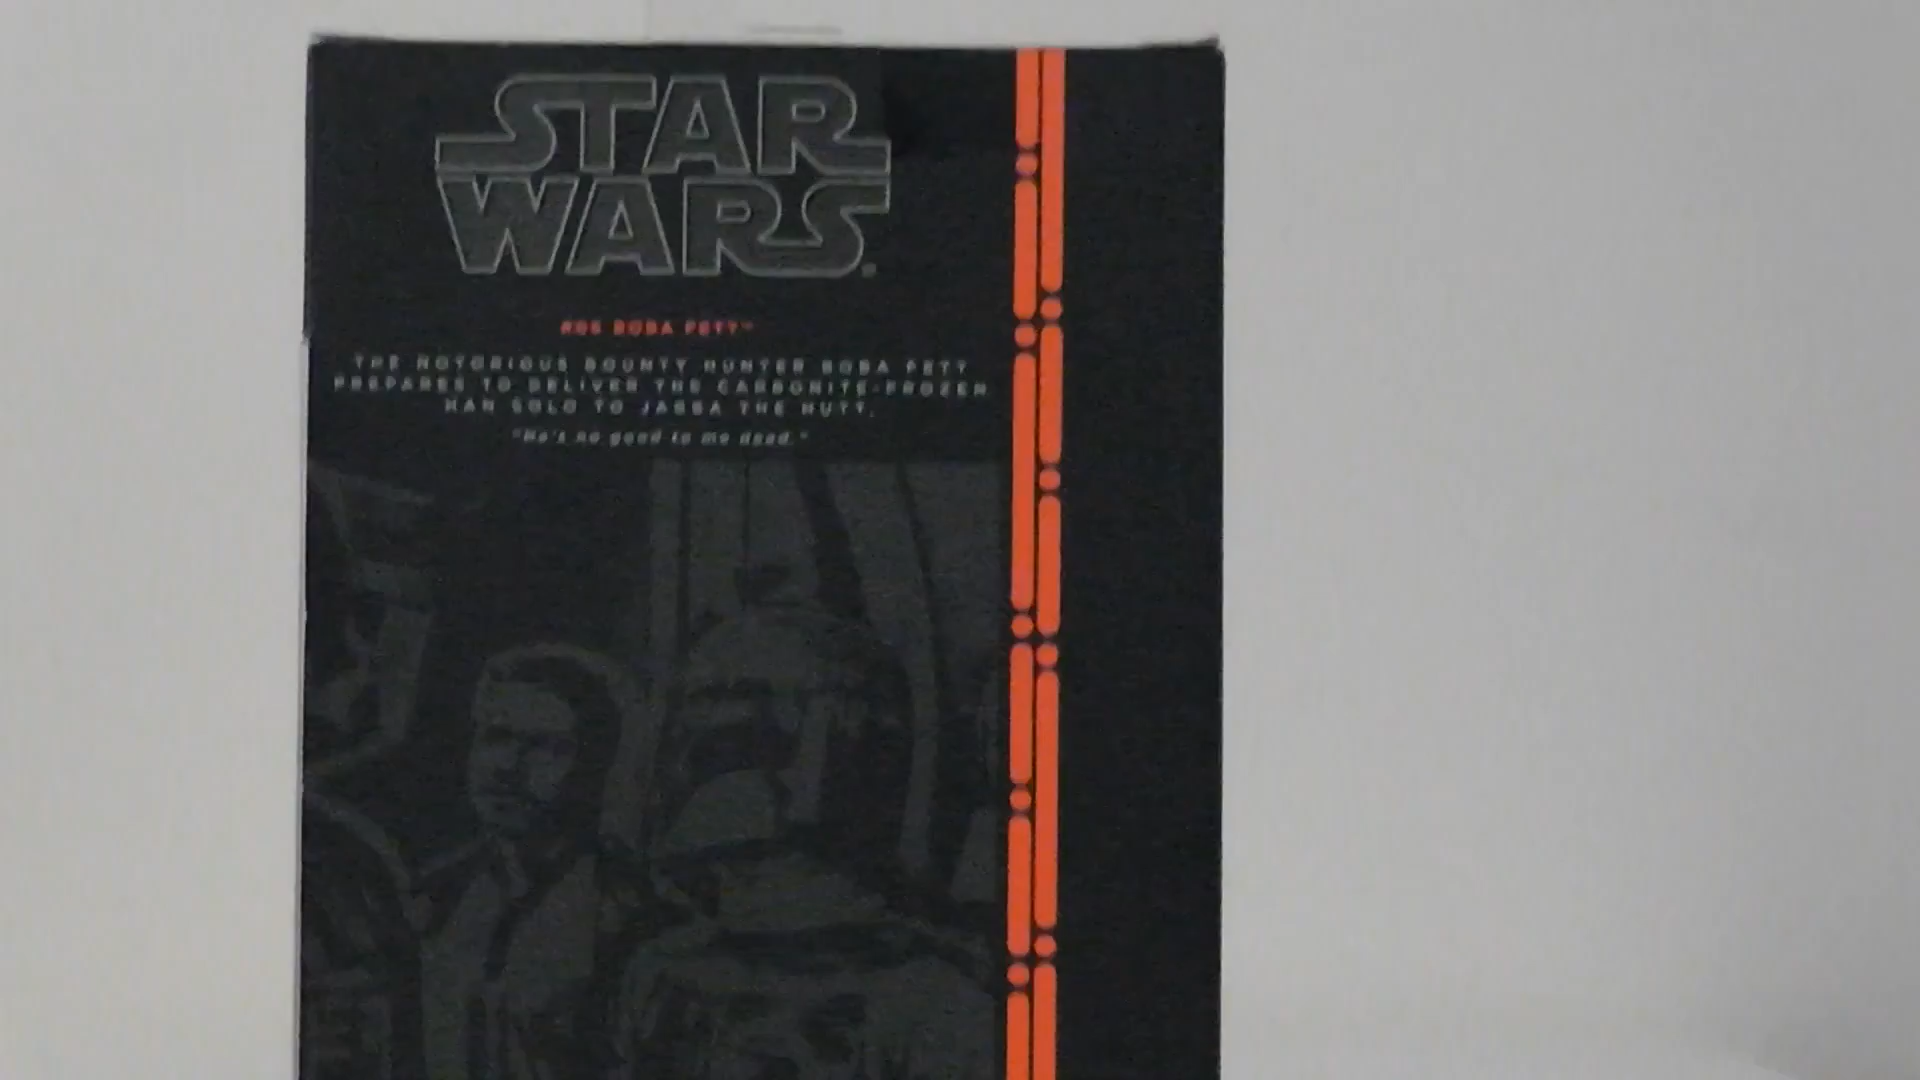 STAR
WARS
#06 BOBA FETT™
THE NOTORIOUS BOUNTY HUNTER BOBA FETT
PREPARES TO DELIVER THE CARBONITE-FROZEN
HAN SOLO TO JABBA THE HUTT.
"He's no good to me dead."